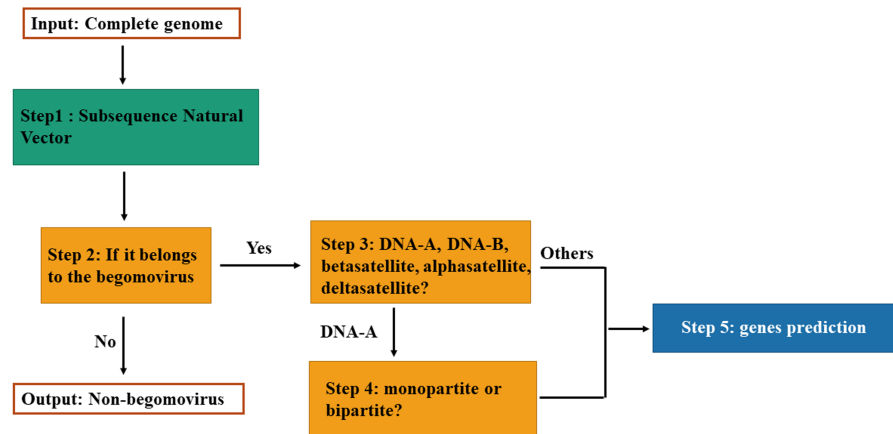 Input: Complete genome
Step1 : Subsequence Natural
Vector
Step 2: If it belongs
to the begomovirus
Yes
Step 3: DNA-A, DNA-B,
betasatellite, alphasatellite,
deltasatellite?
Others
Step 5: genes prediction
No
DNA-A
Output: Non-begomovirus
Step 4: monopartite or
bipartite?